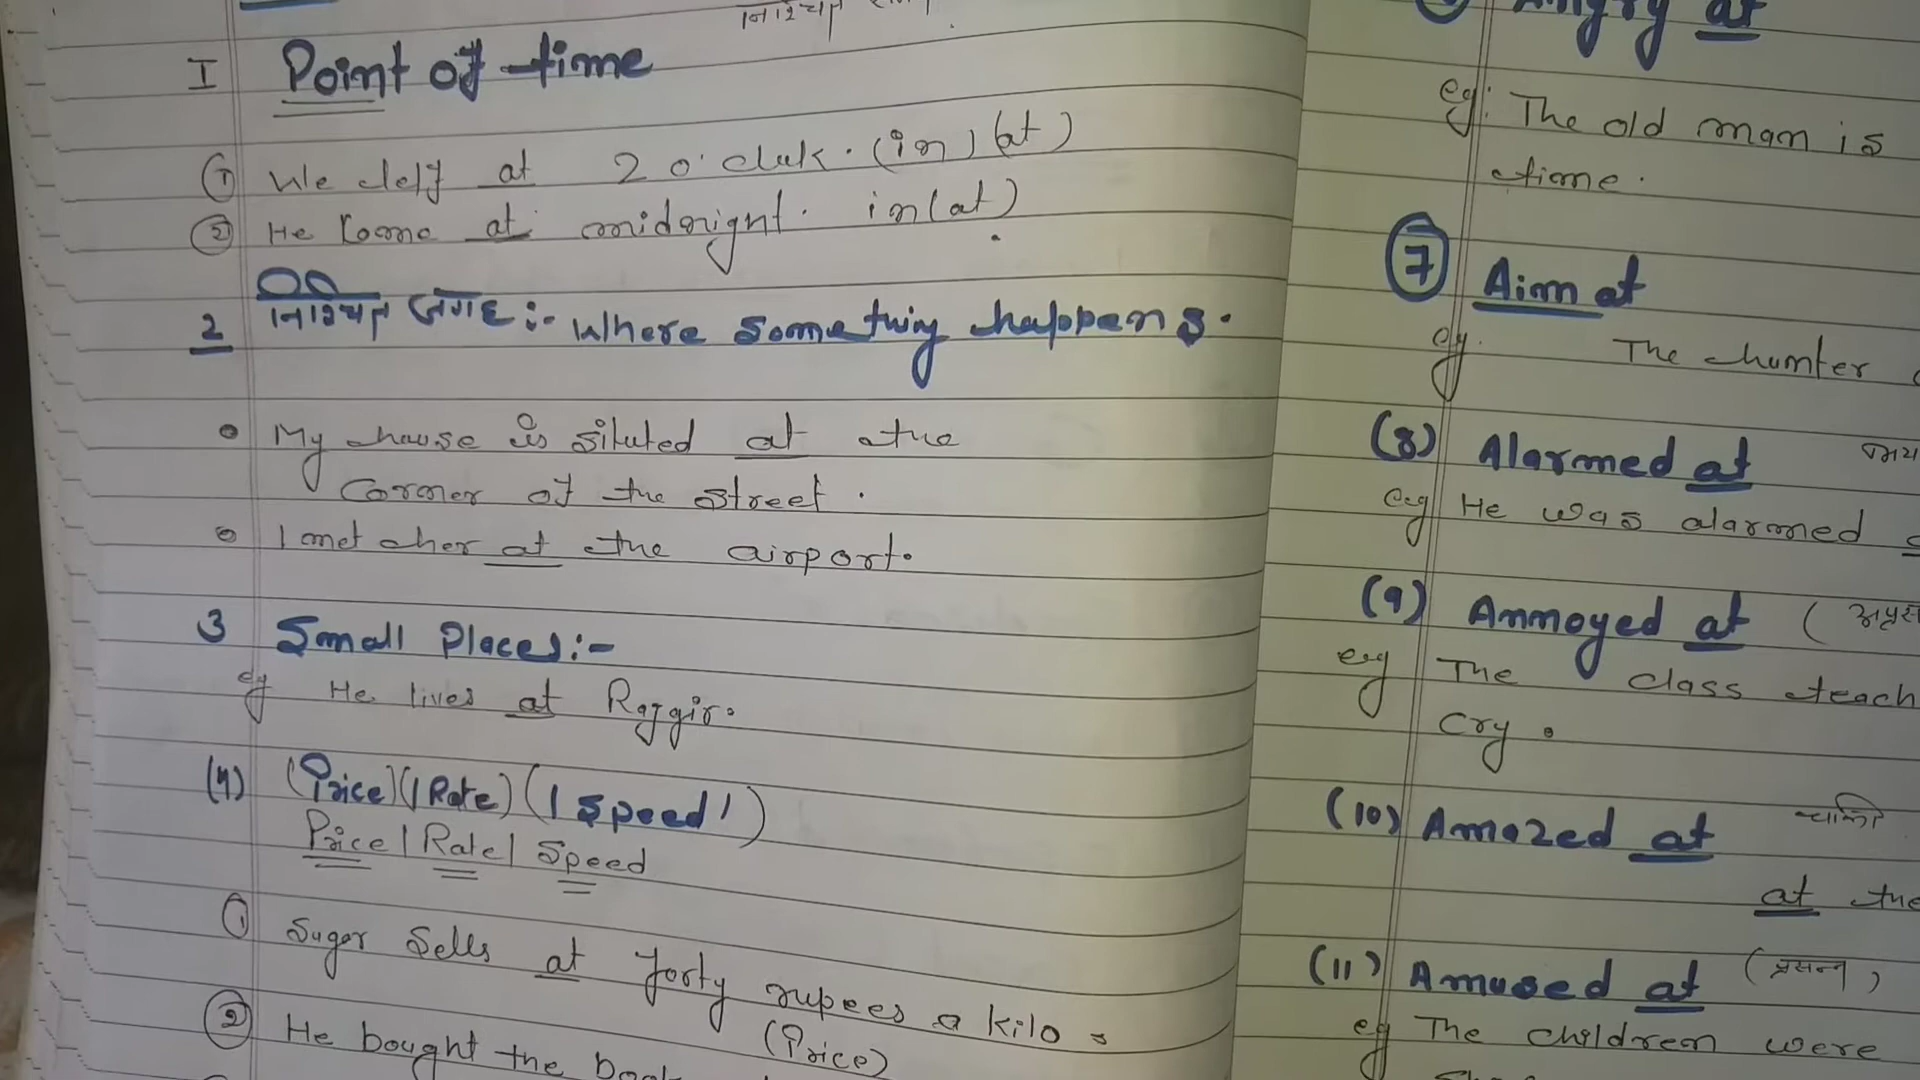 I Point of time
① We left at 2 o'cluk. (in) (at)
② He came at midnight. in(at)
2 निश्चित जगह :- Where something happens.
My house is situted at the
Corner of the street.
I met her at the airport.
3 Small Places:-
eg He lives at Rajgir.
(4) (Price)(Rate)(Speed)
Price | Rate | Speed
① Sugar Sells at forty rupees a kilo
(Price)
② He bought the book
Angry at
eg: The old man is
time.
⑦ Aim at
eg. The hunter
(8) Alarmed at
eg He was alarmed
(9) Annoyed at (
eg The class teach
Cry.
(10) Amazed at
at the
(11) Amused at (प्रसन्न)
eg The children were